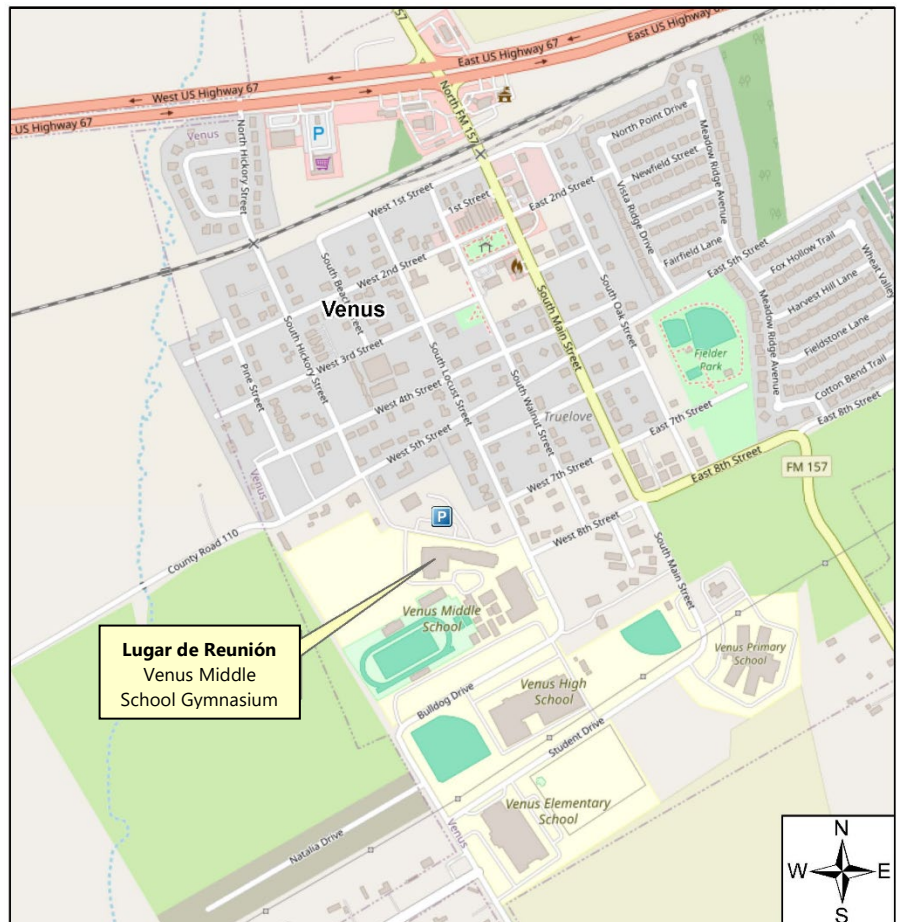 57
East US Highway 67
East US Highway 67
West US Highway 67
US Highway 67
North FM 157
Venus
P
North Hickory Street
North Point Drive
Newfield Street
Meadow Ridge Avenue
West 1st Street
1st Street
East 2nd Street
Vista Ridge Drive
Fairfield Lane
East 5th Street
Fox Hollow Trail
Wheat Valley
Harvest Hill Lane
West 2nd Street
South Beach Street
Venus
South Main Street
South Oak Street
Meadow Ridge Avenue
Fieldstone Lane
Fielder
Park
Cotton Bend Trail
South Hickory Street
West 3rd Street
Pine Street
South Locust Street
West 4th Street
South Walnut Street
Truelove
East 7th Street
East 8th Street
West 5th Street
East 8th Street
FM 157
West 7th Street
Venus
P
West 8th Street
County Road 110
South Main Street
Venus Middle
School
Lugar de Reunión
Venus Middle
School Gymnasium
Venus Primary
School
Venus High
School
Bulldog Drive
Student Drive
Venus Elementary
School
Natalia Drive
Venus
N
W E
S